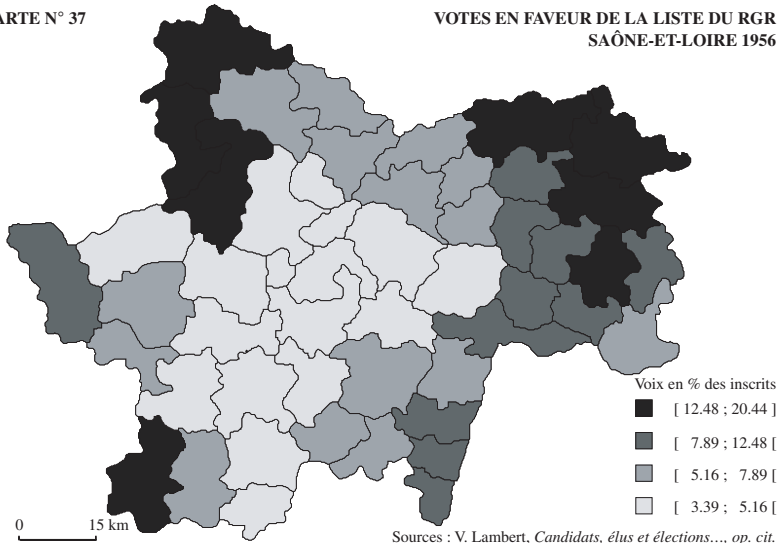 ARTE N° 37
VOTES EN FAVEUR DE LA LISTE DU RGR
SAÔNE-ET-LOIRE 1956
Voix en % des inscrits
[ 12.48 ; 20.44 ]
[ 7.89 ; 12.48 [
[ 5.16 ; 7.89 [
[ 3.39 ; 5.16 [
0 15 km
Sources : V. Lambert, Candidats, élus et élections..., op. cit.